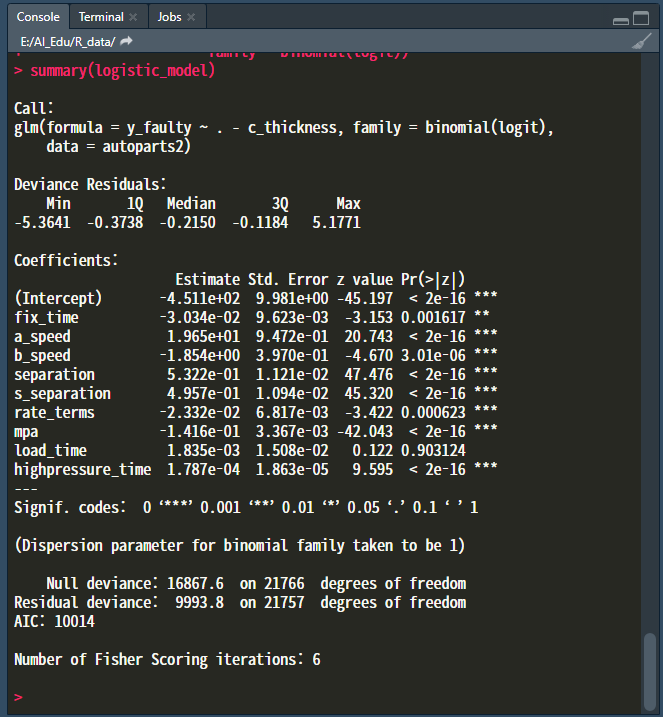 Console Terminal Jobs
E:/AI_Edu/R_data/
> summary(logistic_model)
Call:
glm(formula = y_faulty ~ . - c_thickness, family = binomial(logit),
    data = autoparts2)
Deviance Residuals:
    Min      1Q  Median      3Q     Max
-5.3641 -0.3738 -0.2150 -0.1184  5.1771
Coefficients:
                    Estimate Std. Error z value Pr(>|z|)
(Intercept)       -4.511e+02  9.981e+00 -45.197  < 2e-16 ***
fix_time          -3.034e-02  9.623e-03  -3.153 0.001617 **
a_speed            1.965e+01  9.472e-01  20.743  < 2e-16 ***
b_speed           -1.854e+00  3.970e-01  -4.670 3.01e-06 ***
separation         5.322e-01  1.121e-02  47.476  < 2e-16 ***
s_separation       4.957e-01  1.094e-02  45.320  < 2e-16 ***
rate_terms        -2.332e-02  6.817e-03  -3.422 0.000623 ***
mpa               -1.416e-01  3.367e-03 -42.043  < 2e-16 ***
load_time          1.835e-03  1.508e-02   0.122 0.903124
highpressure_time  1.787e-04  1.863e-05   9.595  < 2e-16 ***
---
Signif. codes:  0 ‘***’ 0.001 ‘**’ 0.01 ‘*’ 0.05 ‘.’ 0.1 ‘ ’ 1
(Dispersion parameter for binomial family taken to be 1)
    Null deviance: 16867.6  on 21766  degrees of freedom
Residual deviance:  9993.8  on 21757  degrees of freedom
AIC: 10014
Number of Fisher Scoring iterations: 6
>